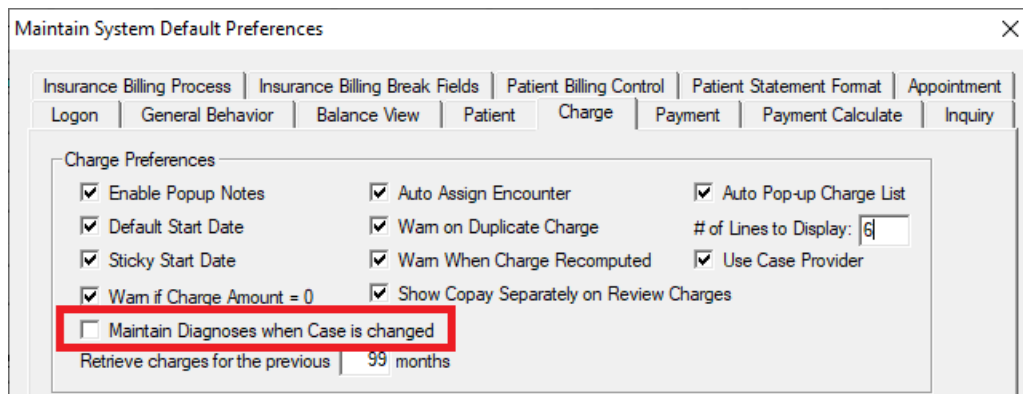 Maintain System Default Preferences
Insurance Billing Process Insurance Billing Break Fields Patient Billing Control Patient Statement Format Appointment
Logon General Behavior Balance View Patient Charge Payment Payment Calculate Inquiry
Charge Preferences
Enable Popup Notes Auto Assign Encounter Auto Pop-up Charge List
Default Start Date Warn on Duplicate Charge # of Lines to Display: 6
Sticky Start Date Warn When Charge Recomputed Use Case Provider
Warn if Charge Amount = 0 Show Copay Separately on Review Charges
Maintain Diagnoses when Case is changed
Retrieve charges for the previous 99 months